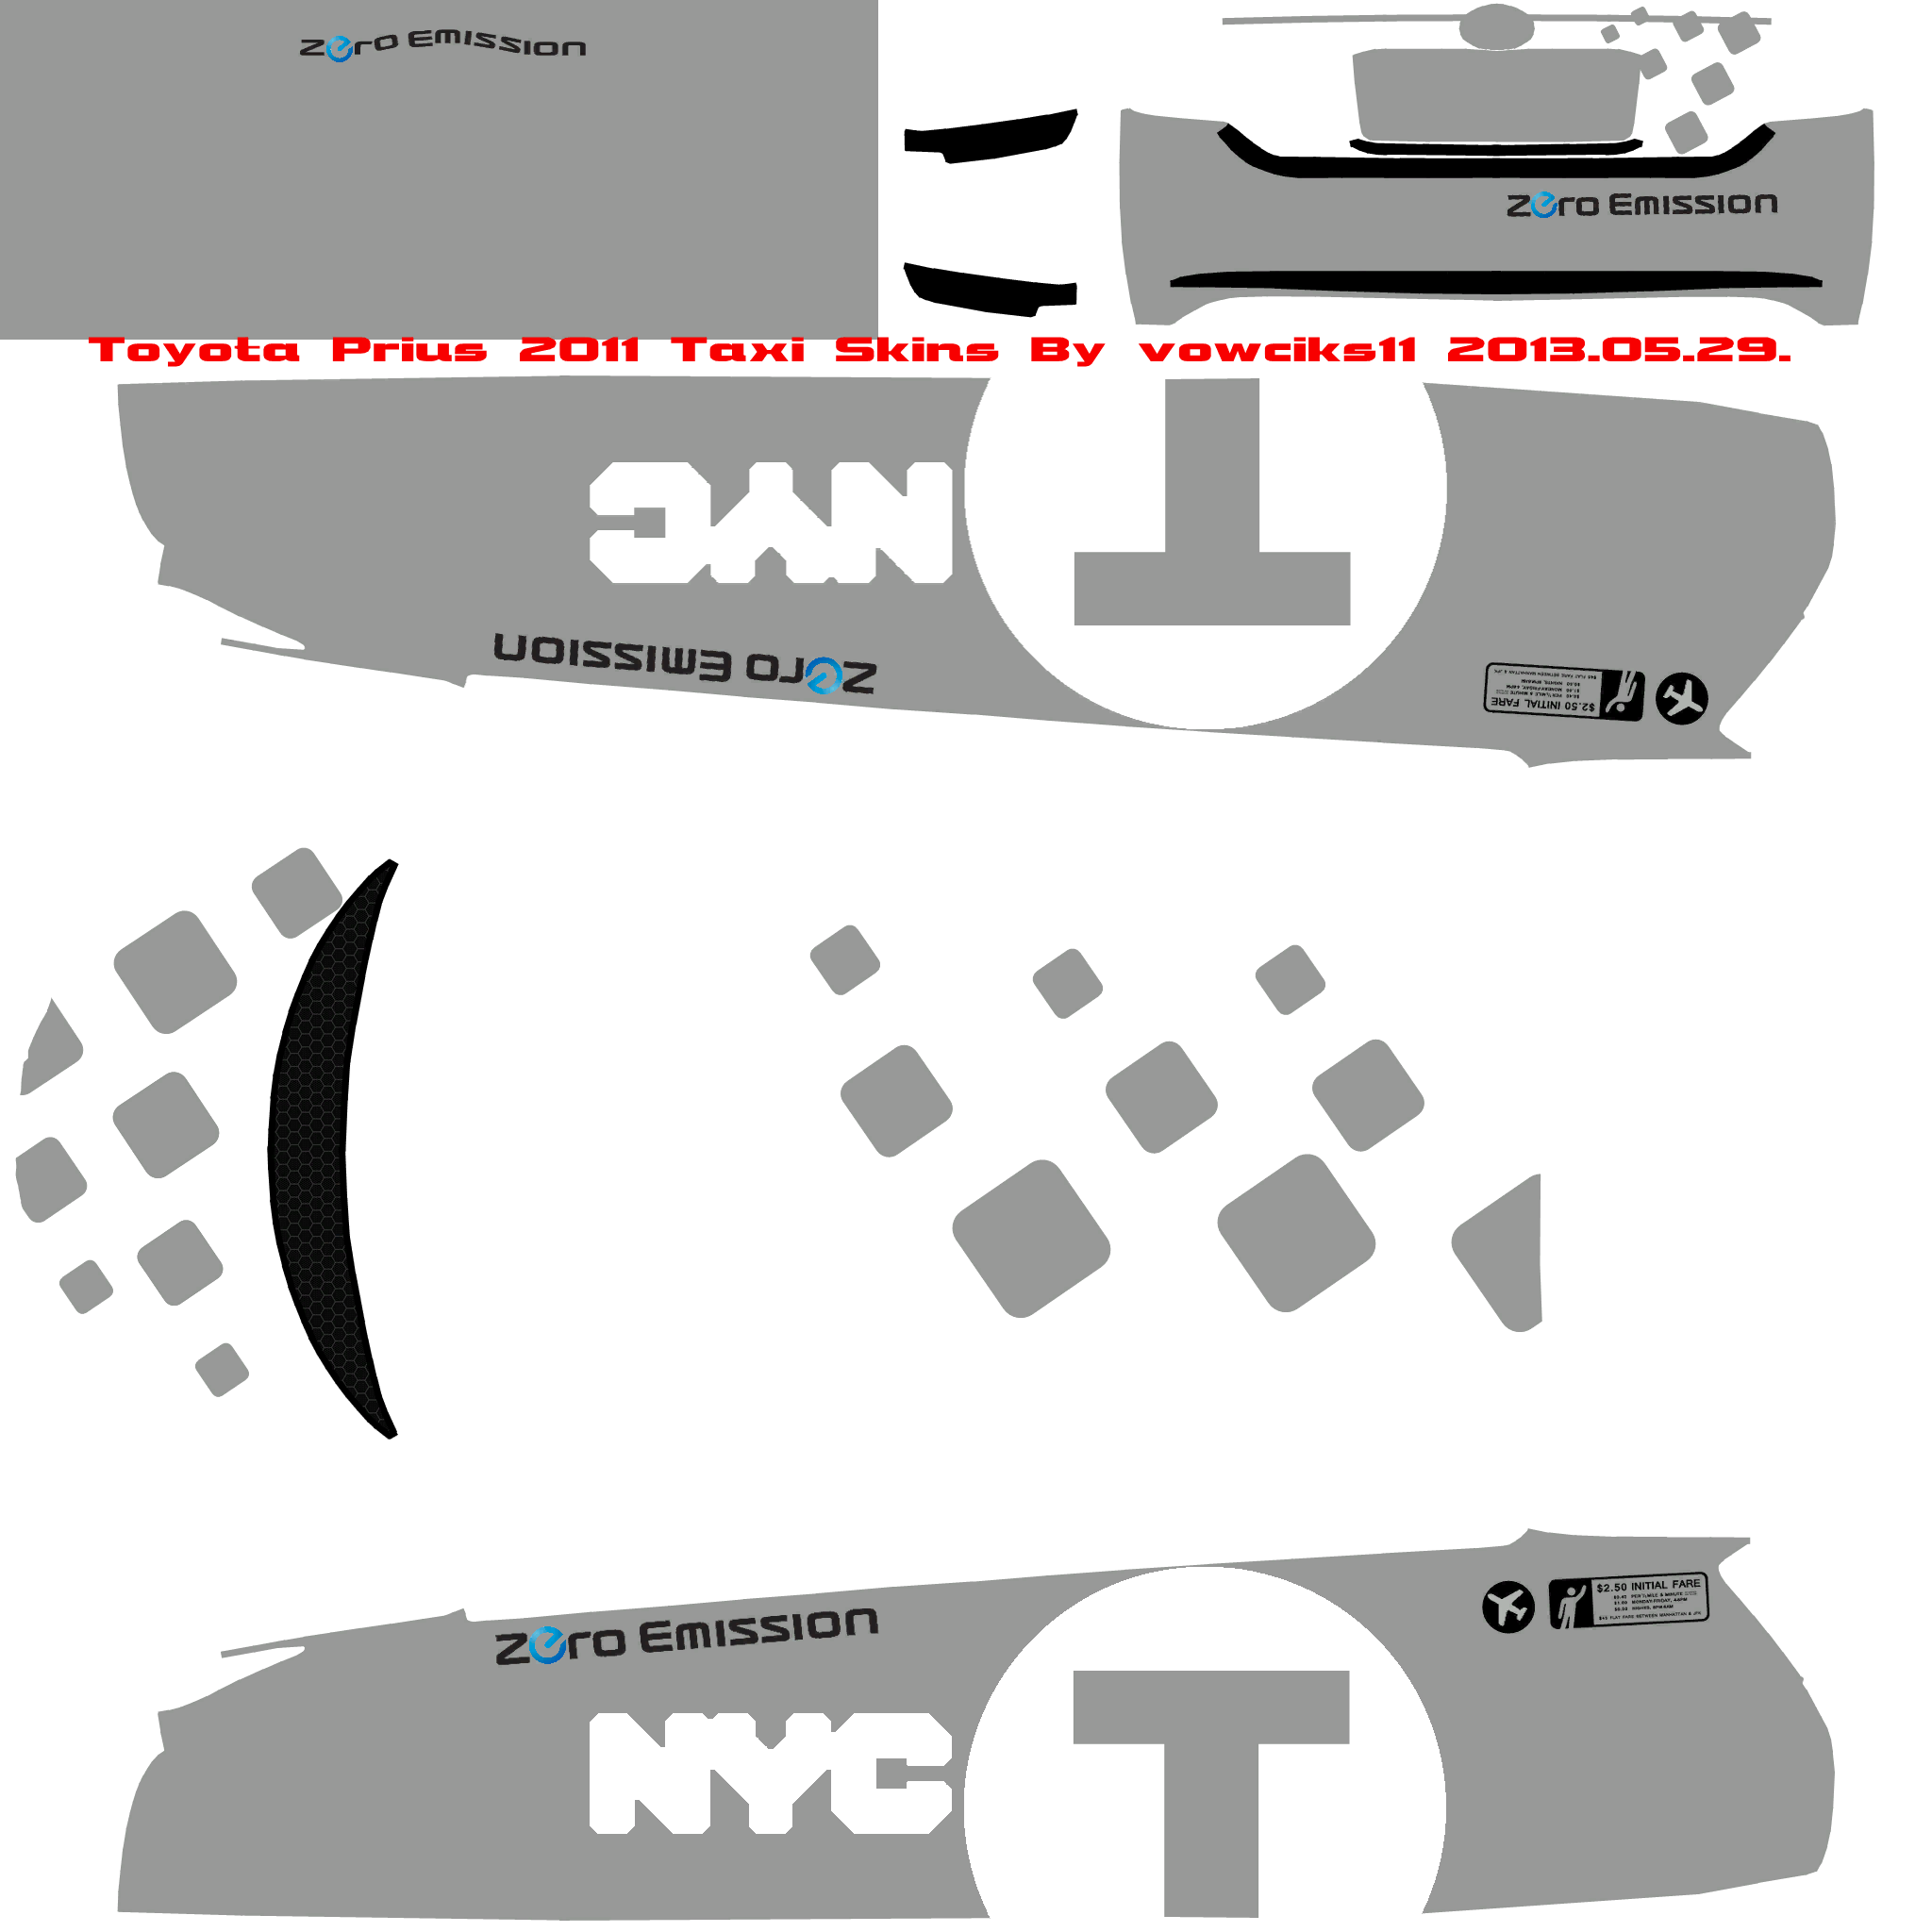 zero Emission
zero Emission
Toyota Prius 2011 Taxi Skins By vowciks11 2013.05.29.
NYC
T
zero Emission
$2.50 INITIAL FARE
zero Emission
$2.50 INITIAL FARE
NYC
T